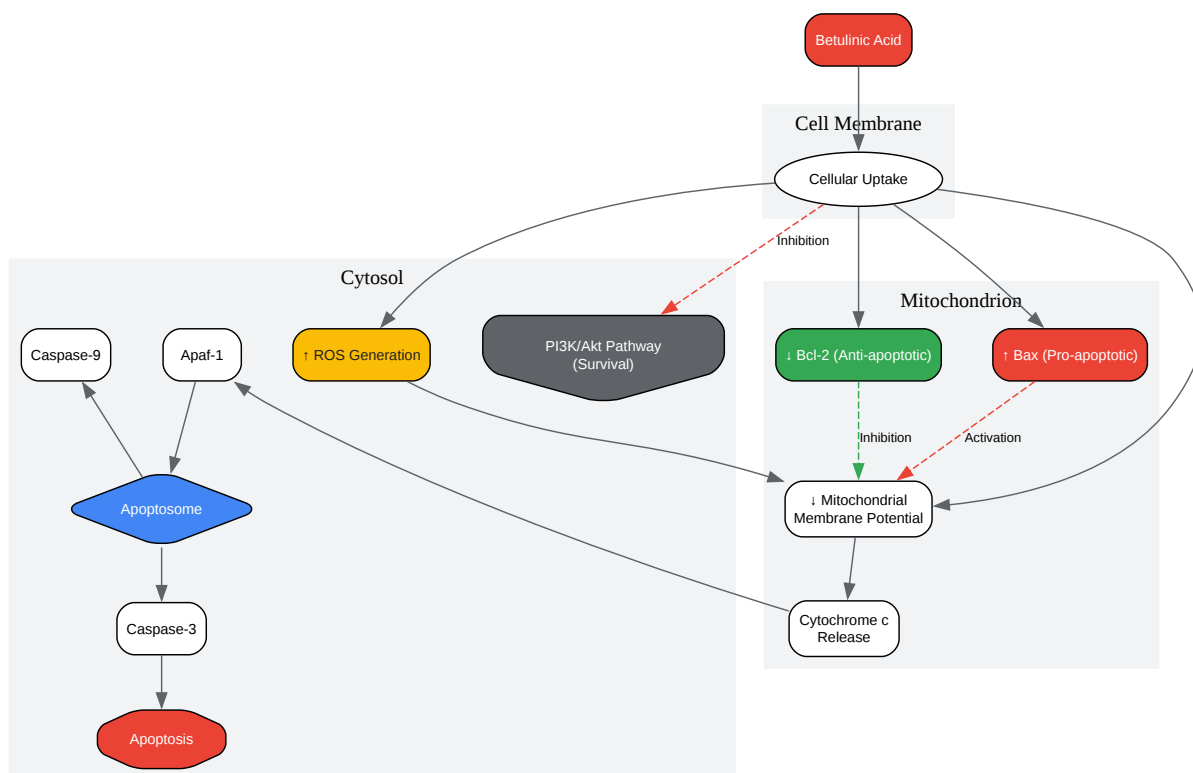 Betulinic Acid
Cell Membrane
Cellular Uptake
Inhibition
Cytosol
Mitochondrion
Caspase-9
Apaf-1
↑ ROS Generation
PI3K/Akt Pathway
(Survival)
↓ Bcl-2 (Anti-apoptotic)
↑ Bax (Pro-apoptotic)
Inhibition
Activation
↓ Mitochondrial
Membrane Potential
Apoptosome
Cytochrome c
Release
Caspase-3
Apoptosis